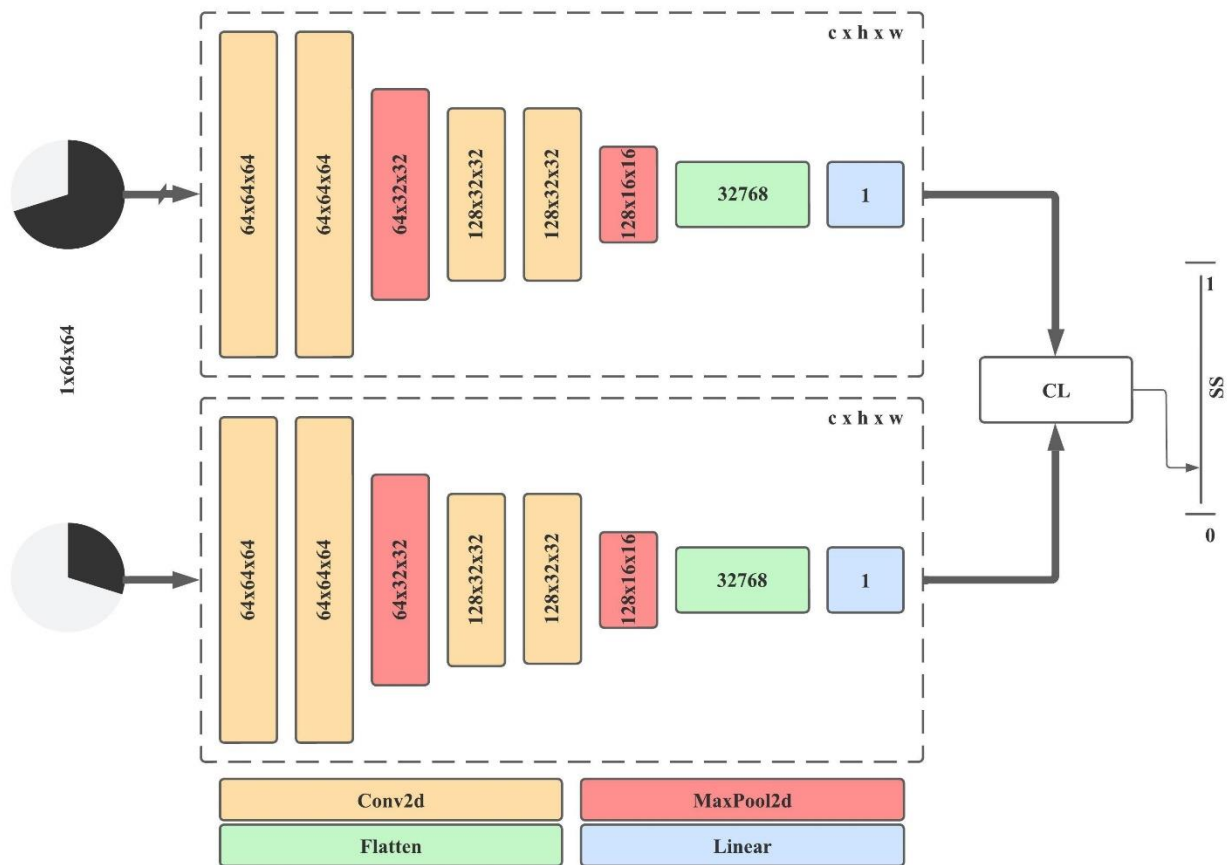 c x h x w
64x64x64
64x64x64
64x32x32
128x32x32
128x32x32
128x16x16
32768
1
1x64x64
c x h x w
64x64x64
64x64x64
64x32x32
128x32x32
128x32x32
128x16x16
32768
1
CL
1
SS
0
Conv2d
MaxPool2d
Flatten
Linear